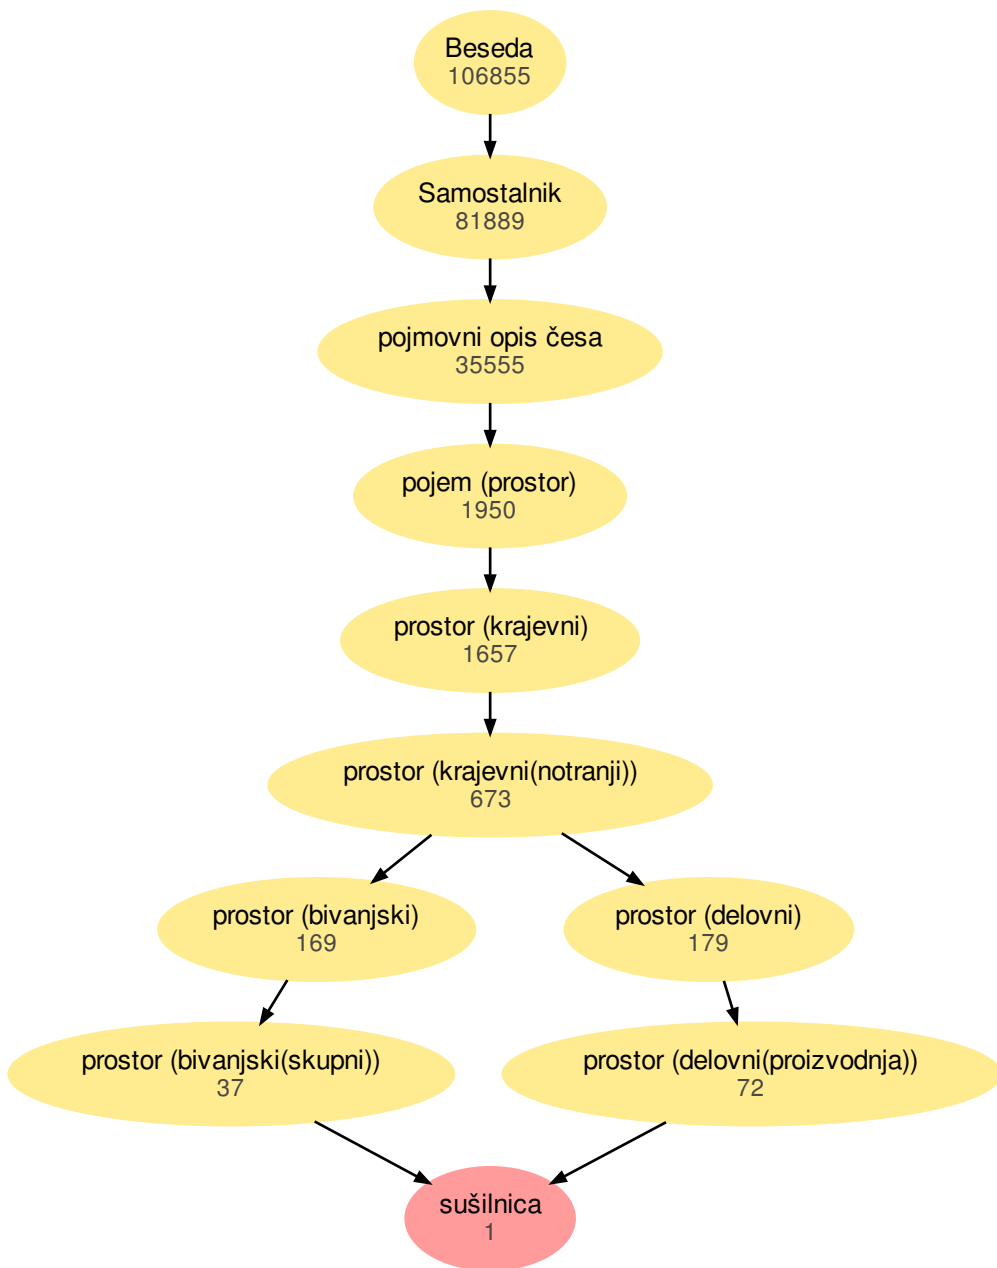 Beseda
106855
Samostalnik
81889
pojmovni opis česa
35555
pojem (prostor)
1950
prostor (krajevni)
1657
prostor (krajevni(notranji))
673
prostor (bivanjski)
169
prostor (delovni)
179
prostor (bivanjski(skupni))
37
prostor (delovni(proizvodnja))
72
sušilnica
1